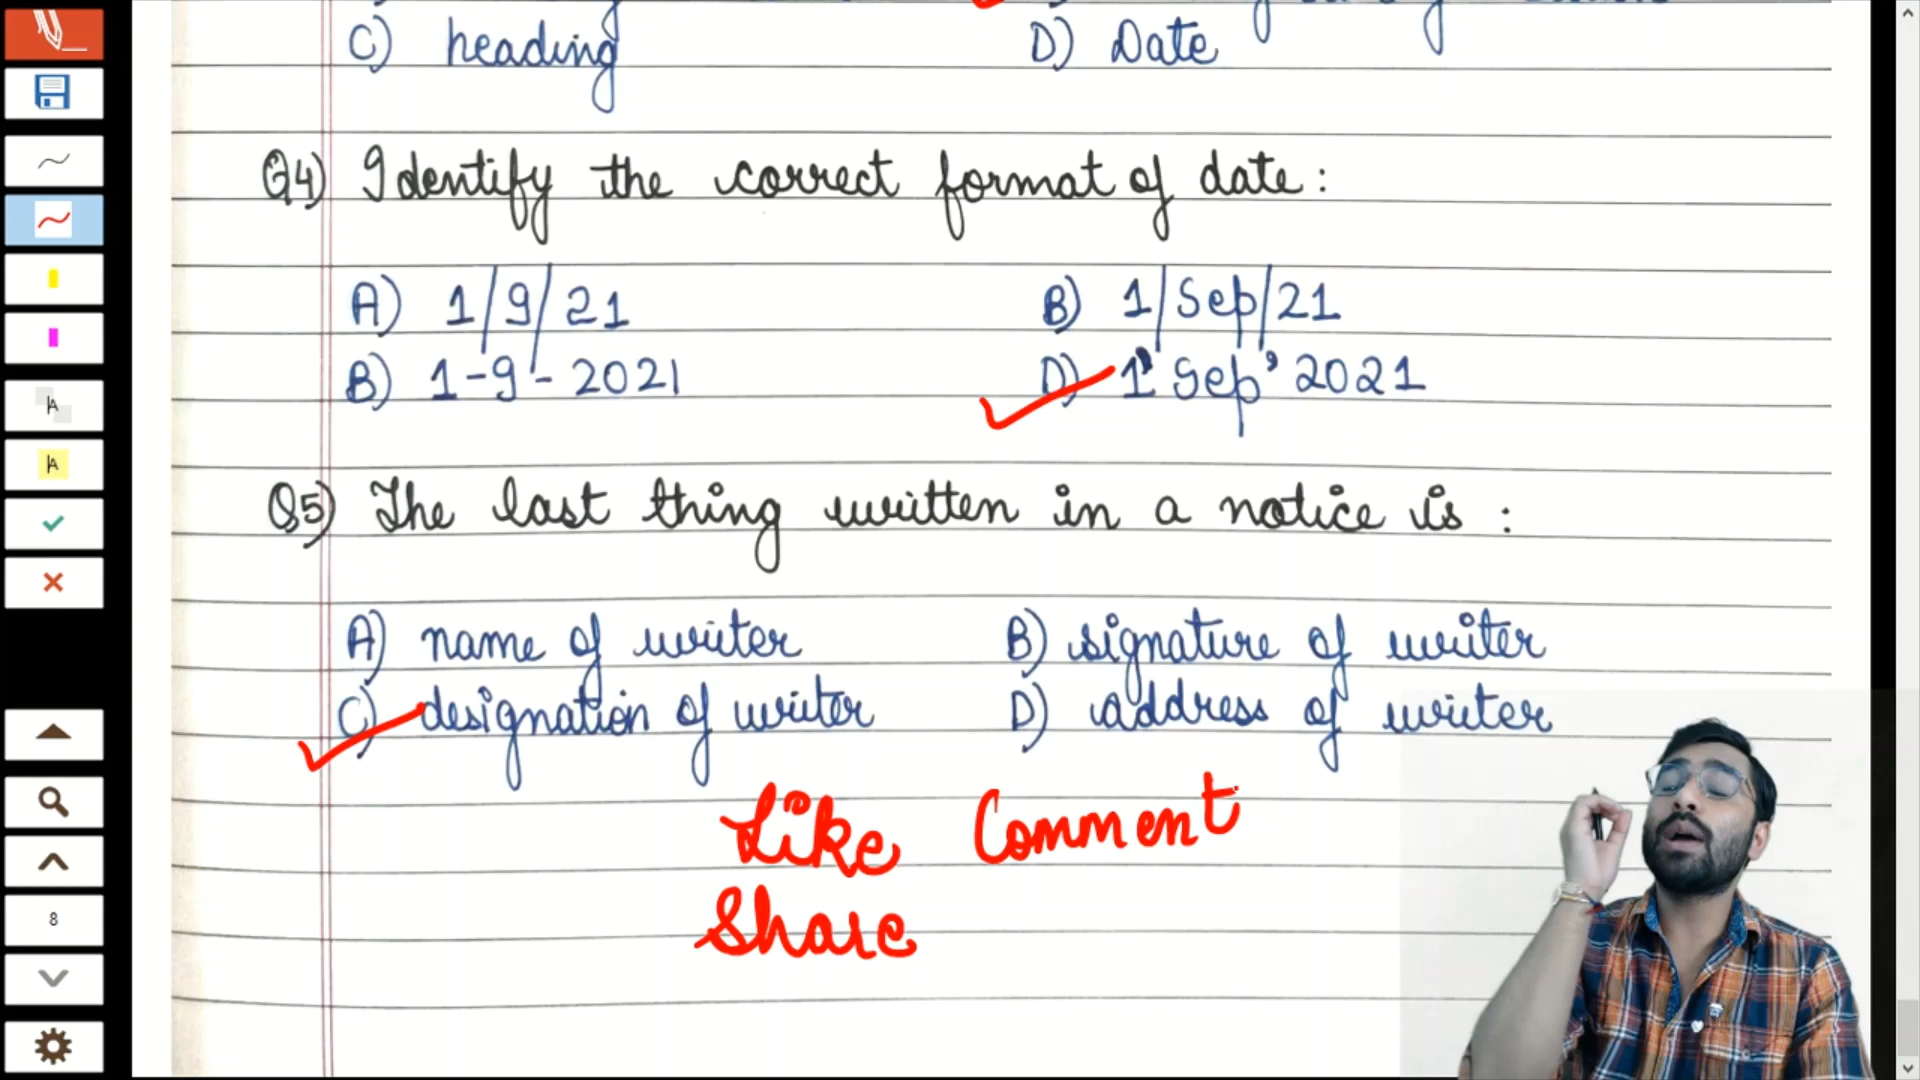 C) heading D) Date
Q4) Identify the correct format of date :
A) 1/9/21 B) 1/Sep/21
B) 1-9-2021 D) 1' Sep' 2021
Q5) The last thing written in a notice is :
A) name of writer B) signature of writer
C) designation of writer D) address of writer
Like Comment
Share
A
A
8